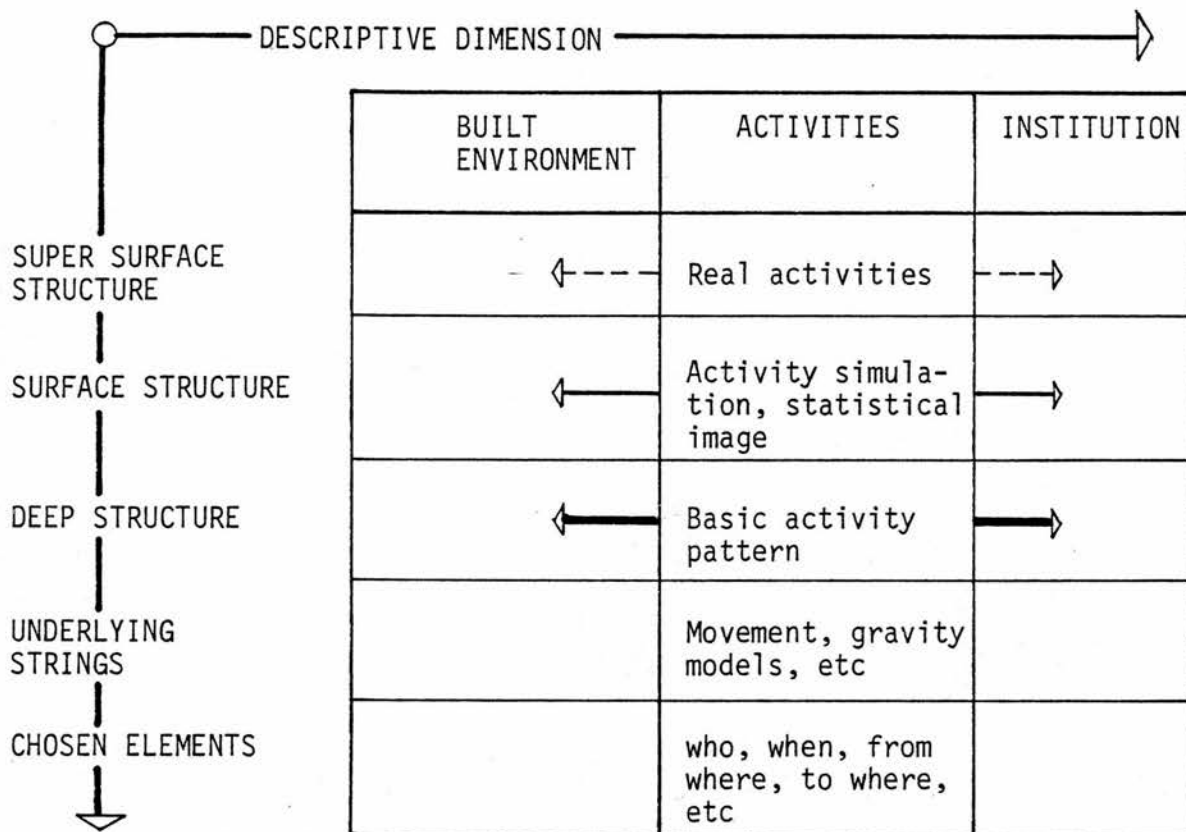 DESCRIPTIVE DIMENSION
BUILT
ENVIRONMENT
ACTIVITIES
INSTITUTION
SUPER SURFACE
STRUCTURE
Real activities
SURFACE STRUCTURE
Activity simula-
tion, statistical
image
DEEP STRUCTURE
Basic activity
pattern
UNDERLYING
STRINGS
Movement, gravity
models, etc
CHOSEN ELEMENTS
who, when, from
where, to where,
etc